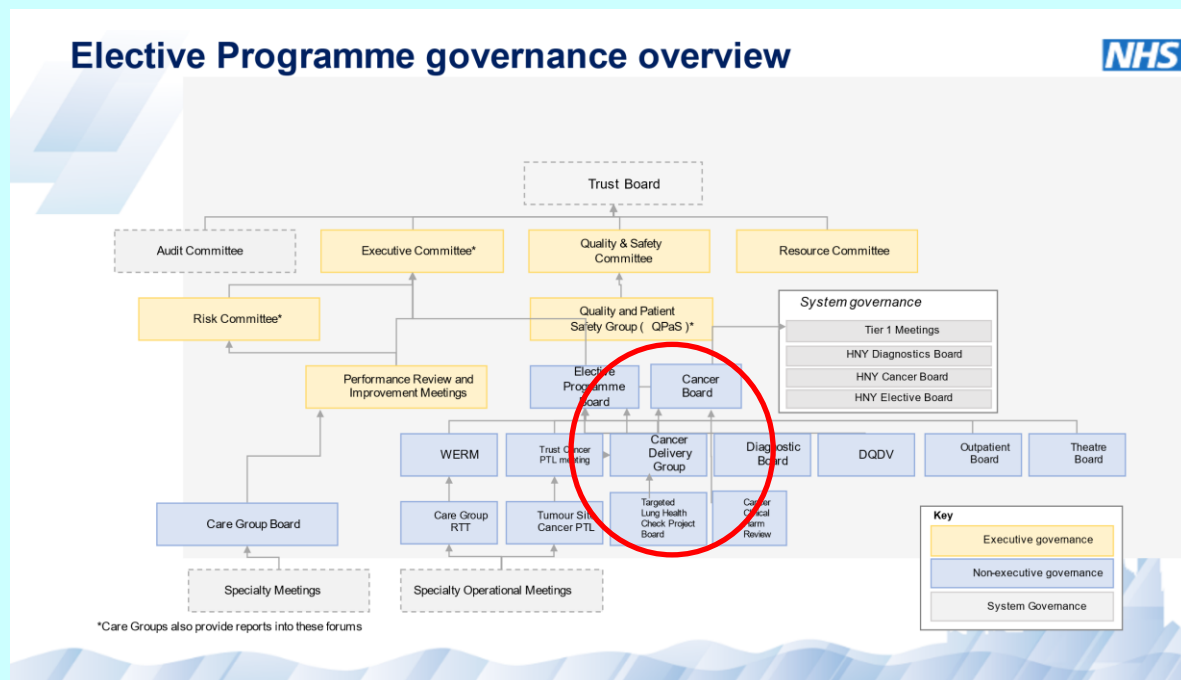 Elective Programme governance overview
NHS
Trust Board
Audit Committee
Executive Committee*
Quality & Safety
Committee
Resource Committee
Risk Committee*
Quality and Patient
Safety Group ( QPaS )*
System governance
Tier 1 Meetings
HNY Diagnostics Board
HNY Cancer Board
HNY Elective Board
Performance Review and
Improvement Meetings
Elective
Programme
Board
Cancer
Board
WERM
Trust Cancer
PTL meeting
Cancer
Delivery
Group
Diagnostic
Board
DQDV
Outpatient
Board
Theatre
Board
Care Group Board
Care Group
RTT
Tumour Site
Cancer PTL
Targeted
Lung Health
Check Project
Board
Cancer
Clinical
Harm
Review
Specialty Meetings
Specialty Operational Meetings
Key
Executive governance
Non-executive governance
System Governance
*Care Groups also provide reports into these forums